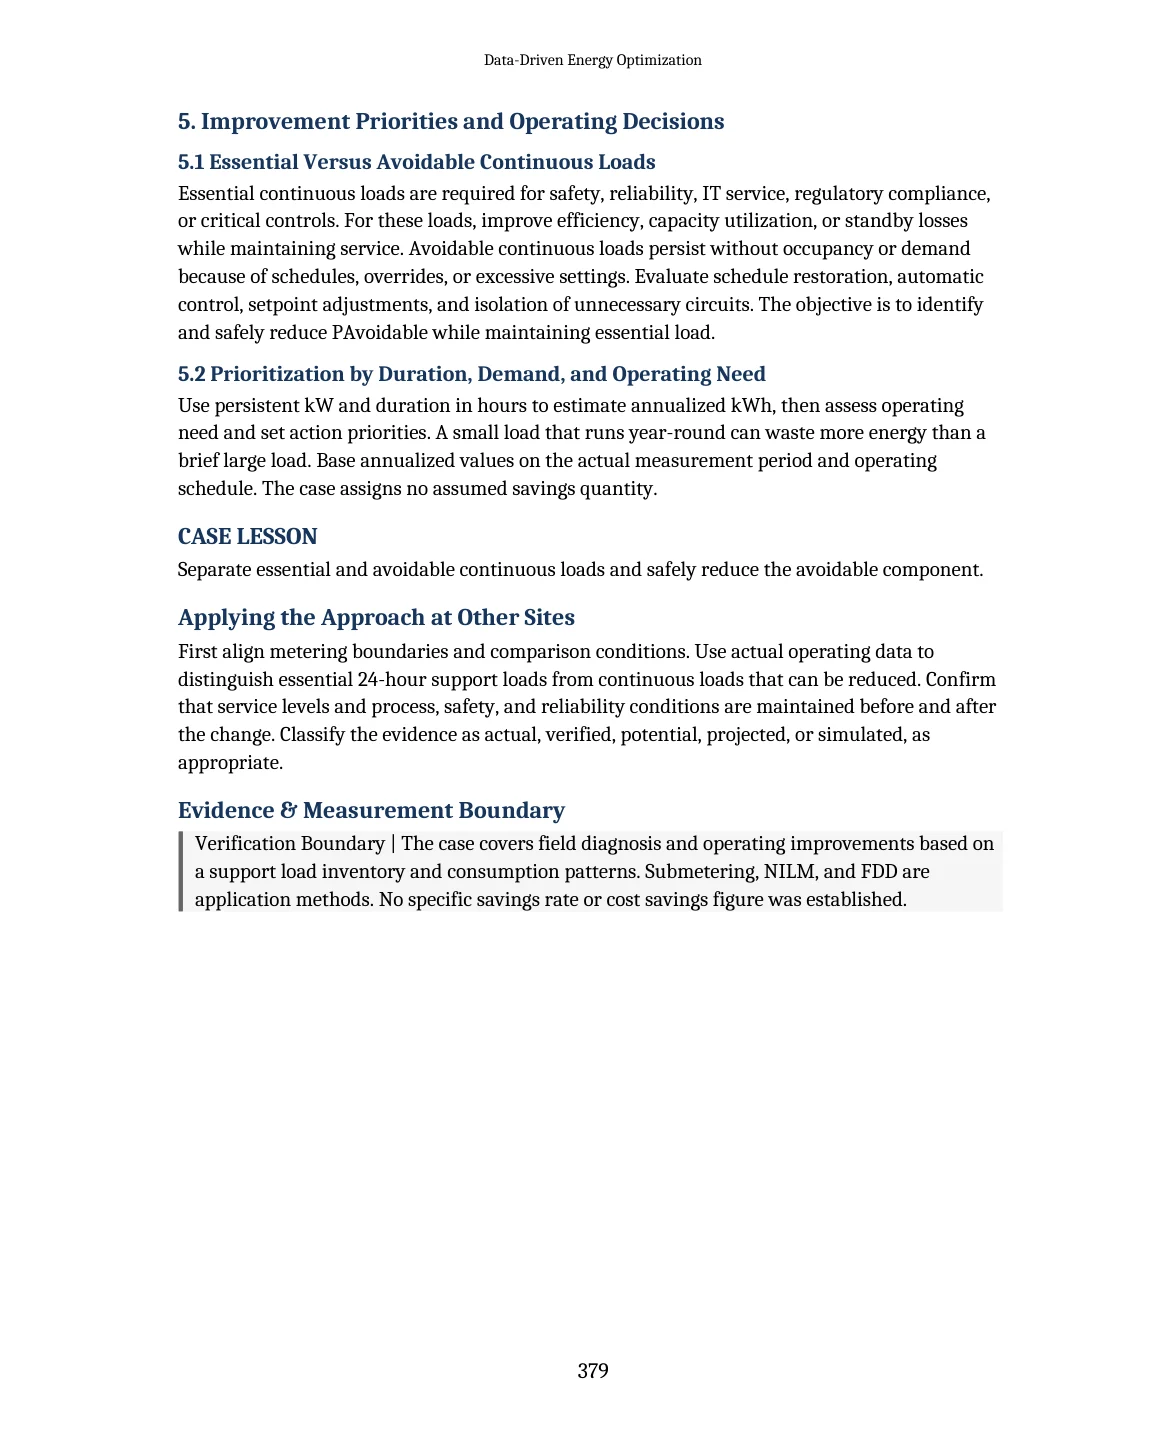 Data-Driven Energy Optimization
5. Improvement Priorities and Operating Decisions
5.1 Essential Versus Avoidable Continuous Loads
Essential continuous loads are required for safety, reliability, IT service, regulatory compliance,
or critical controls. For these loads, improve efficiency, capacity utilization, or standby losses
while maintaining service. Avoidable continuous loads persist without occupancy or demand
because of schedules, overrides, or excessive settings. Evaluate schedule restoration, automatic
control, setpoint adjustments, and isolation of unnecessary circuits. The objective is to identify
and safely reduce PAvoidable while maintaining essential load.
5.2 Prioritization by Duration, Demand, and Operating Need
Use persistent kW and duration in hours to estimate annualized kWh, then assess operating
need and set action priorities. A small load that runs year-round can waste more energy than a
brief large load. Base annualized values on the actual measurement period and operating
schedule. The case assigns no assumed savings quantity.
CASE LESSON
Separate essential and avoidable continuous loads and safely reduce the avoidable component.
Applying the Approach at Other Sites
First align metering boundaries and comparison conditions. Use actual operating data to
distinguish essential 24-hour support loads from continuous loads that can be reduced. Confirm
that service levels and process, safety, and reliability conditions are maintained before and after
the change. Classify the evidence as actual, verified, potential, projected, or simulated, as
appropriate.
Evidence & Measurement Boundary
Verification Boundary | The case covers field diagnosis and operating improvements based on
a support load inventory and consumption patterns. Submetering, NILM, and FDD are
application methods. No specific savings rate or cost savings figure was established.
379